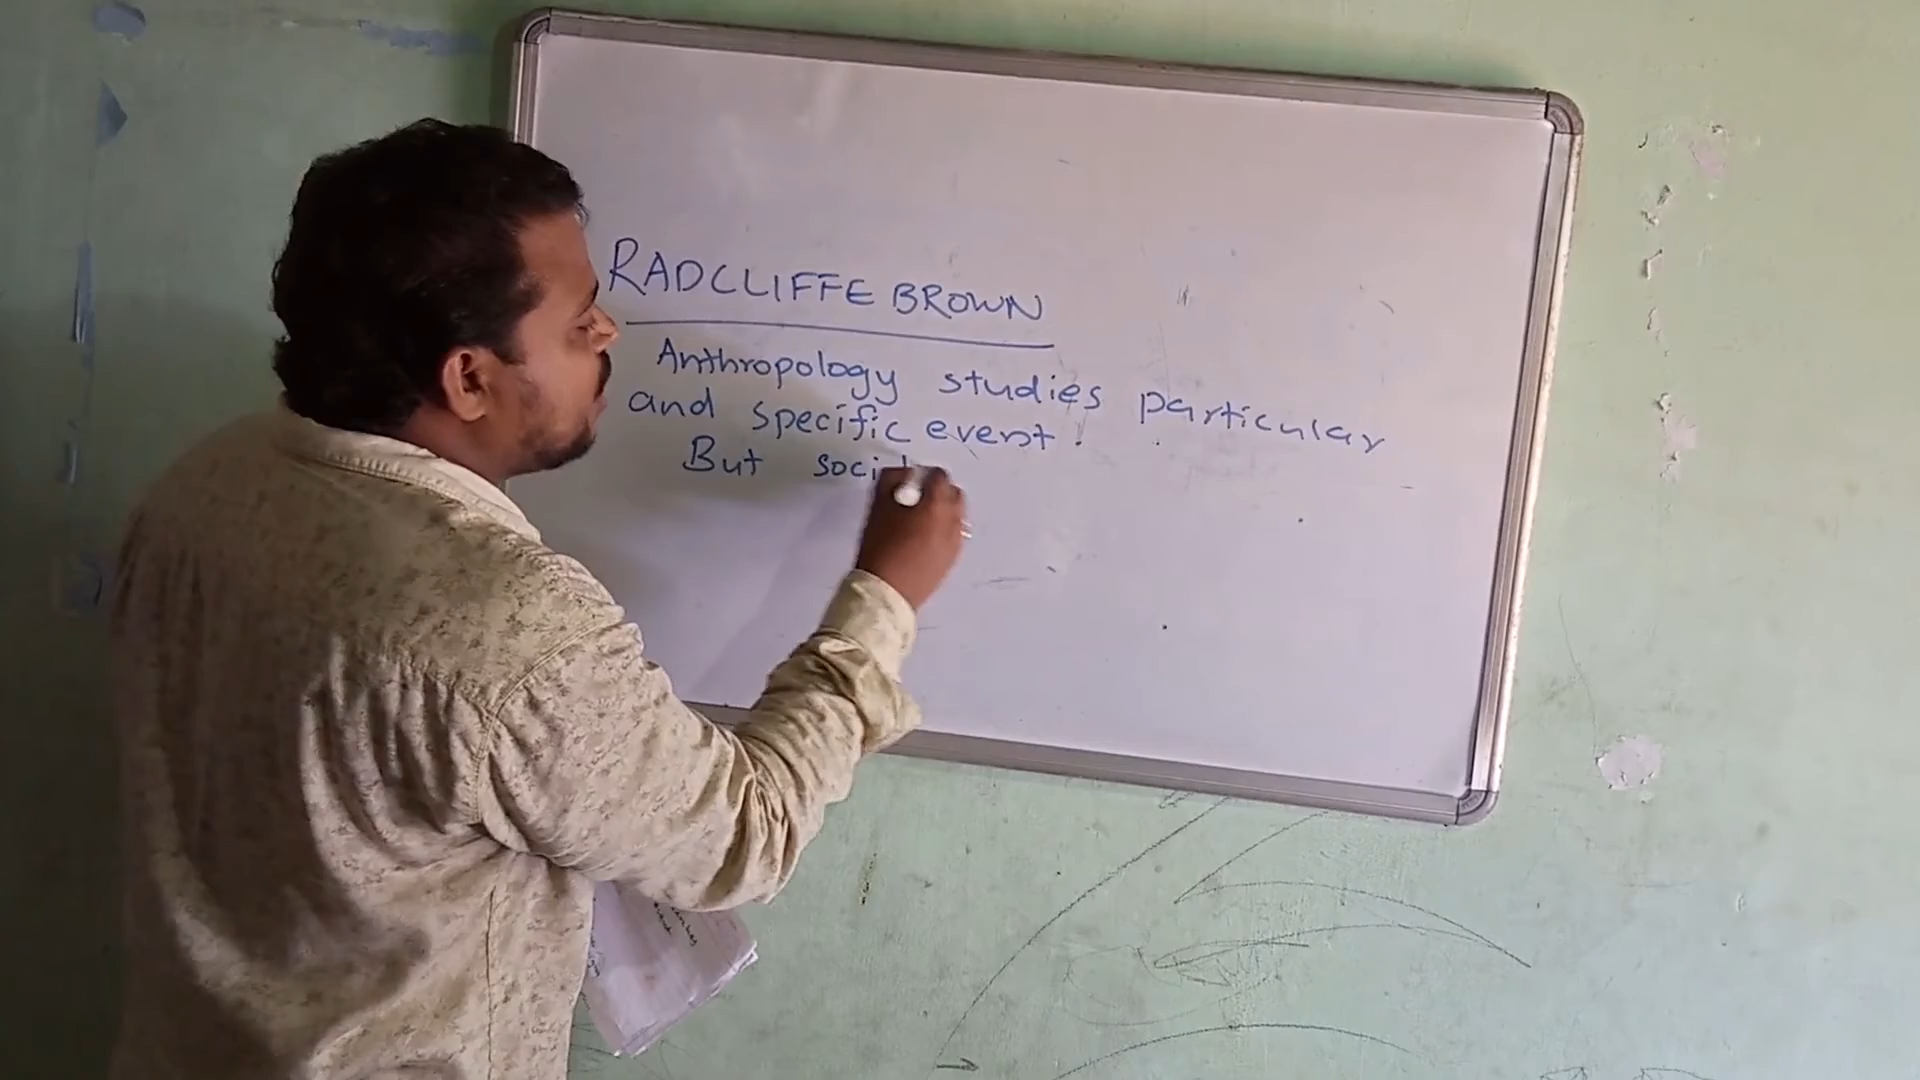 RADCLIFFE BROWN
Anthropology studies particular
and specific event.
But